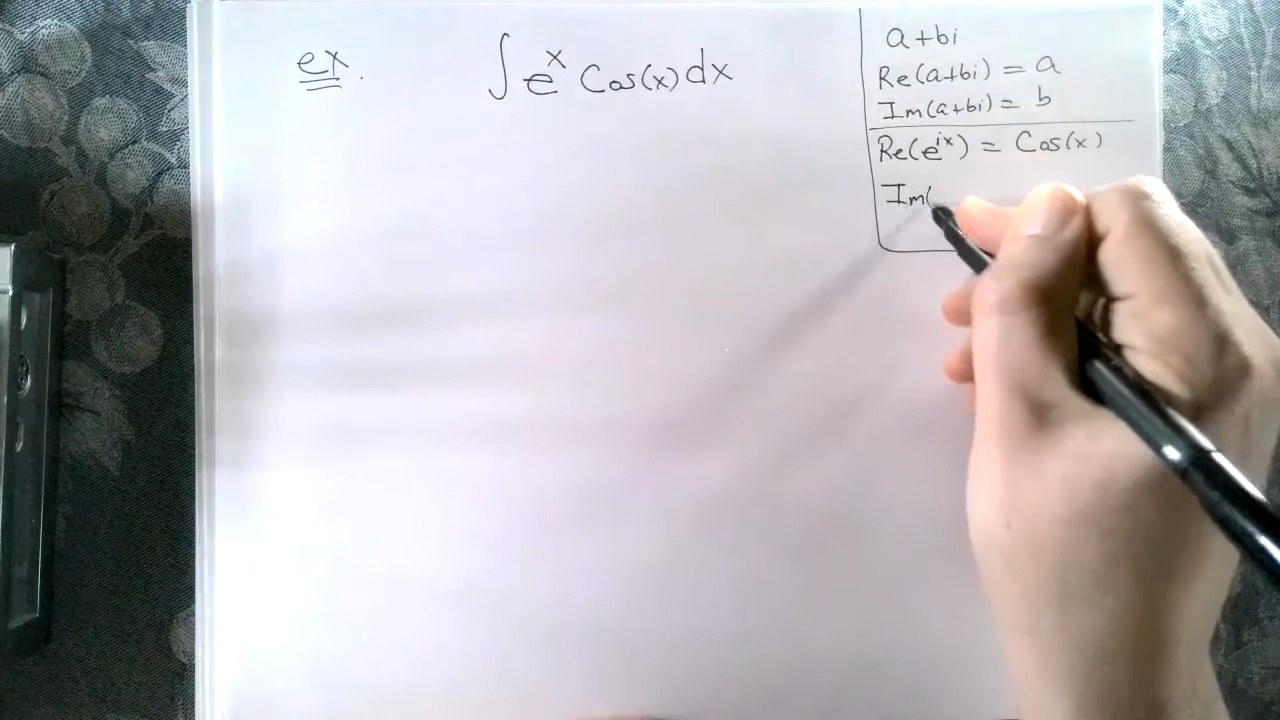 ex.
∫ e^x Cos(x) dx
a+bi
Re(a+bi) = a
Im(a+bi) = b
Re(e^ix) = Cos(x)
Im(